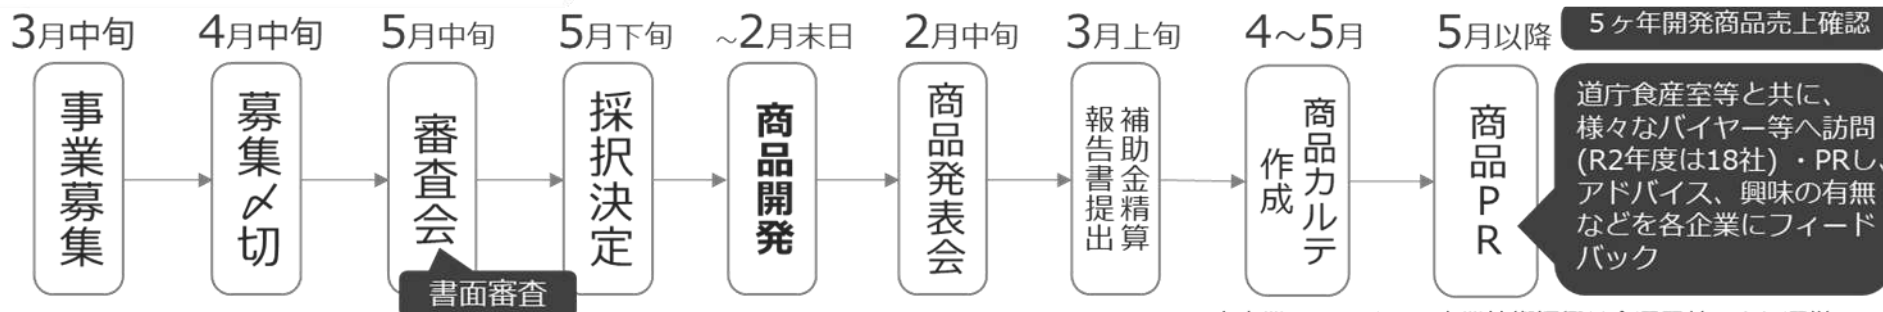 3月中旬
4月中旬
5月中旬
5月下旬
~2月末日
2月中旬
3月上旬
4～5月
5月以降
5ヶ年開発商品売上確認
事業募集
募集〆切
審査会
書面審査
採択決定
商品開発
商品発表会
補助金精算
報告書提出
商品カルテ
作成
商品PR
道庁食産室等と共に、
様々なバイヤー等へ訪問
(R2年度は18社)・PRし、
アドバイス、興味の有無
などを各企業にフィード
バック